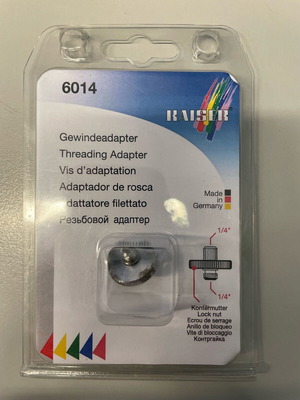 6014
KAISER
Gewindeadapter
Threading Adapter
Vis d'adaptation
Adaptador de rosca
Adattatore filettato
Резьбовой адаптер
Made
in
Germany
1/4"
1/4"
Kontermutter
Lock nut
Ecrou de serrage
Anillo de bloqueo
Vite di bloccaggio
Контргайка